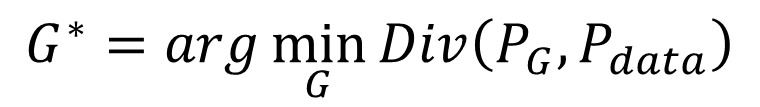 G* = arg min_G Div(P_G, P_data)